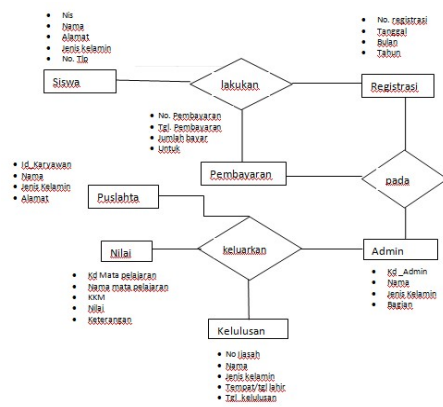 • Nis
• Nama
• Alamat
• Jenis kelamin
• No. Tlp
Siswa
lakukan
• No. registrasi
• Tanggal
• Bulan
• Tahun
Registrasi
• No. Pembayaran
• Tgl. Pembayaran
• Jumlah bayar
• Untuk
Pembayaran
pada
• Id_Karyawan
• Nama
• Jenis Kelamin
• Alamat
Puslahta
Nilai
keluarkan
Admin
• Kd Mata pelajaran
• Nama mata pelajaran
• KKM
• Nilai
• Keterangan
• Kd _Admin
• Nama
• Jenis Kelamin
• Bagian
Kelulusan
• No Ijasah
• Nama
• Jenis kelamin
• Tempat/tgl lahir
• Tgl_kelulusan